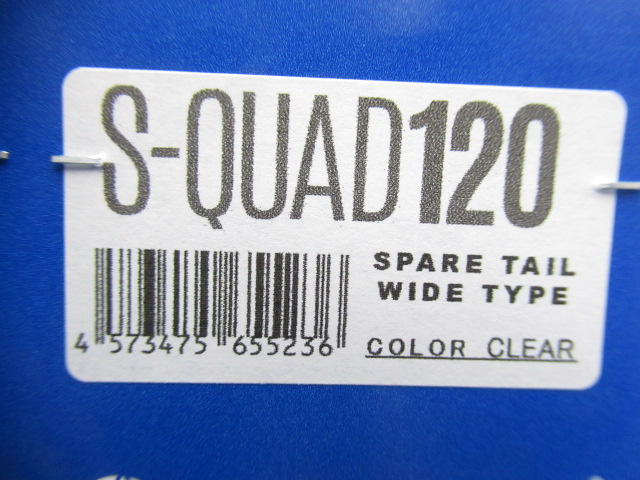 S-QUAD120
SPARE TAIL
WIDE TYPE
4 573475 655236
COLOR CLEAR